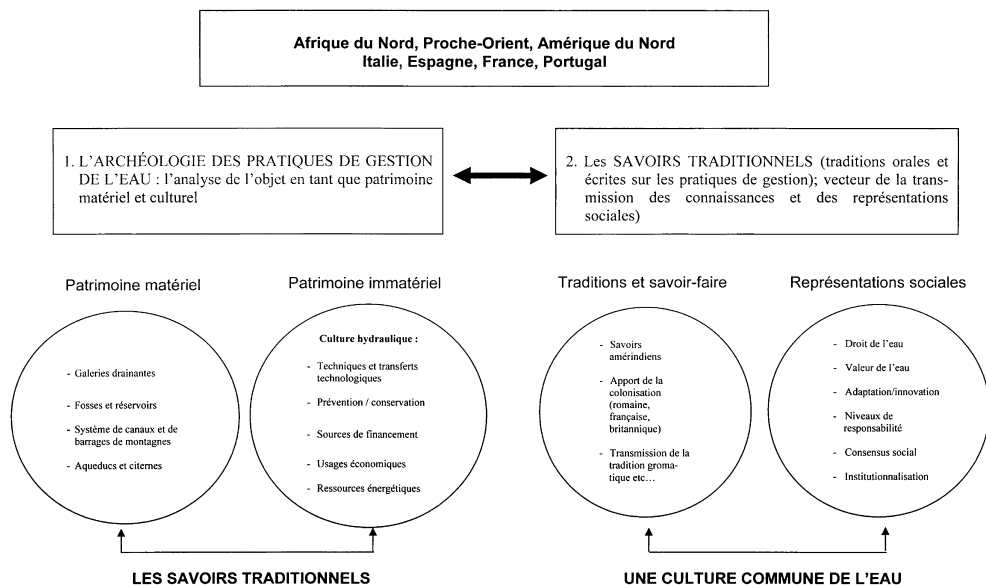 Afrique du Nord, Proche-Orient, Amérique du Nord
Italie, Espagne, France, Portugal
1. L'ARCHÉOLOGIE DES PRATIQUES DE GESTION
DE L'EAU : l'analyse de l'objet en tant que patrimoine
matériel et culturel
2. Les SAVOIRS TRADITIONNELS (traditions orales et
écrites sur les pratiques de gestion); vecteur de la trans-
mission des connaissances et des représentations
sociales)
Patrimoine matériel
- Galeries drainantes
- Fosses et réservoirs
- Système de canaux et de
barrages de montagnes
- Aqueducs et citernes
Patrimoine immatériel
Culture hydraulique :
- Techniques et transferts
technologiques
- Prévention / conservation
- Sources de financement
- Usages économiques
- Ressources énergétiques
Traditions et savoir-faire
- Savoirs
amérindiens
- Apport de la
colonisation
(romaine,
française,
britannique)
- Transmission de la
tradition groma-
tique etc…
Représentations sociales
- Droit de l'eau
- Valeur de l'eau
- Adaptation/innovation
- Niveaux de
responsabilité
- Consensus social
- Institutionnalisation
LES SAVOIRS TRADITIONNELS
UNE CULTURE COMMUNE DE L'EAU